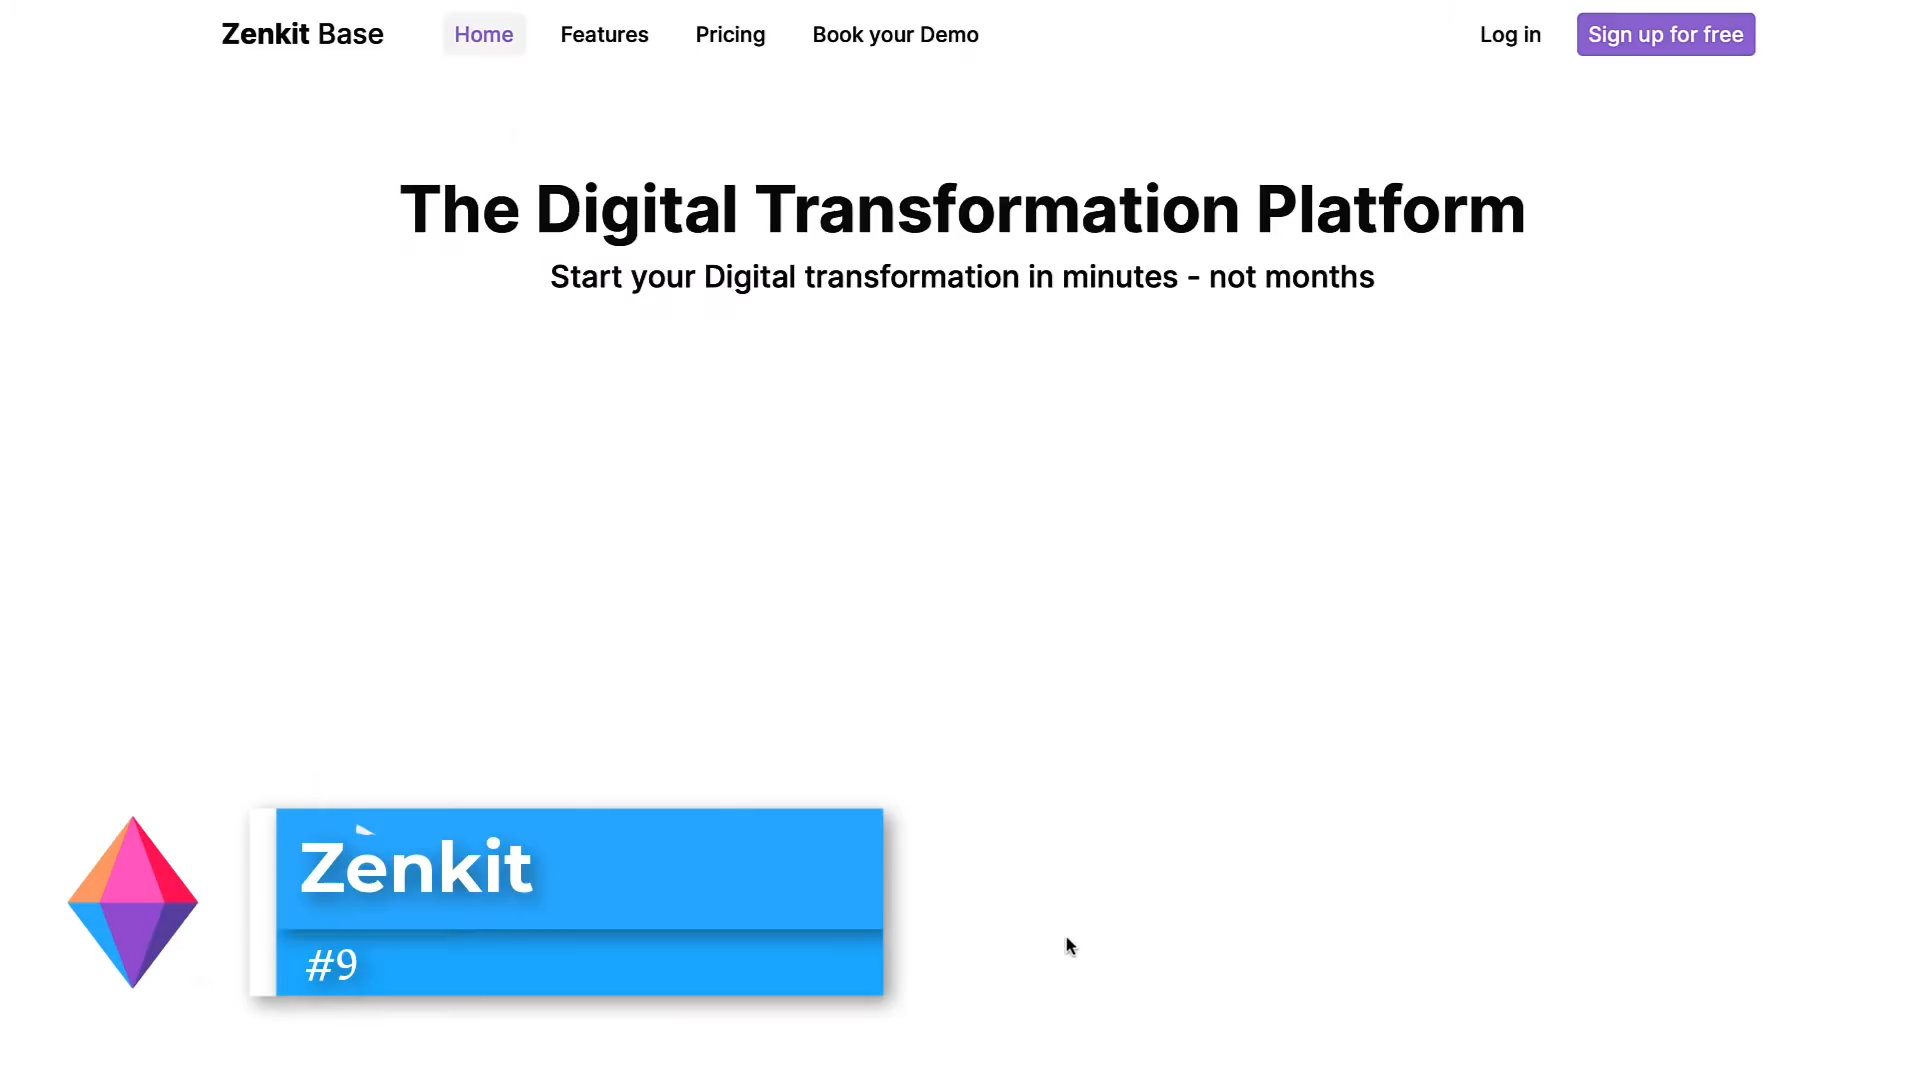 Zenkit Base Home Features Pricing Book your Demo Log in Sign up for free
The Digital Transformation Platform
Start your Digital transformation in minutes - not months
Zenkit
#9